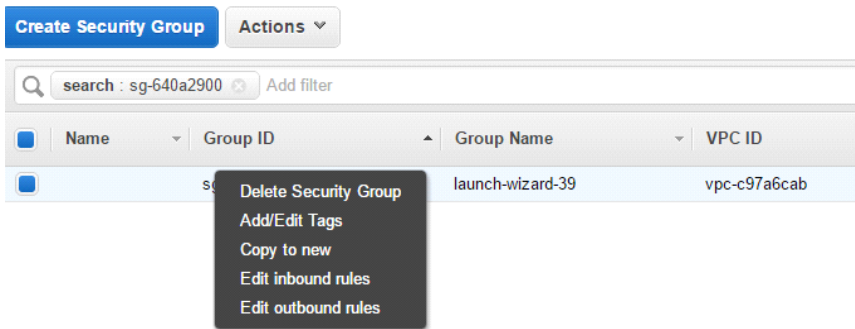 Create Security Group Actions
search : sg-640a2900 Add filter
Name Group ID Group Name VPC ID
launch-wizard-39 vpc-c97a6cab
Delete Security Group
Add/Edit Tags
Copy to new
Edit inbound rules
Edit outbound rules